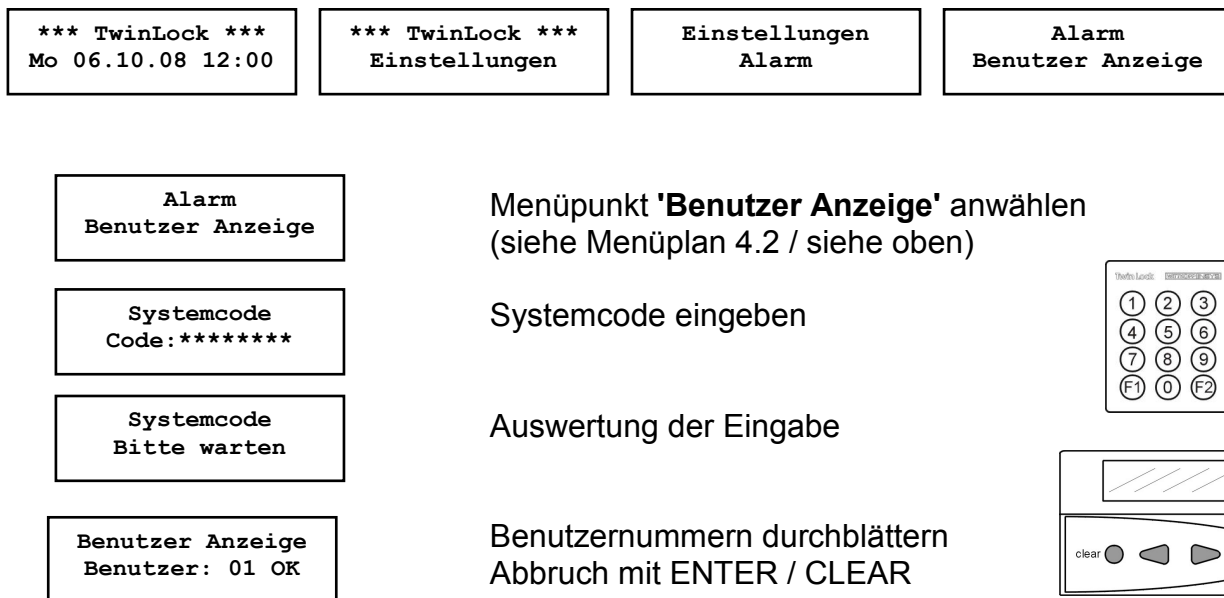 *** TwinLock ***
Mo 06.10.08 12:00
*** TwinLock ***
Einstellungen
Einstellungen
Alarm
Alarm
Benutzer Anzeige
Alarm
Benutzer Anzeige
Menüpunkt 'Benutzer Anzeige' anwählen
(siehe Menüplan 4.2 / siehe oben)
Systemcode
Code:********
Systemcode eingeben
Twin Lock
1 2 3
4 5 6
7 8 9
F1 0 F2
Systemcode
Bitte warten
Auswertung der Eingabe
Benutzer Anzeige
Benutzer: 01 OK
Benutzernummern durchblättern
Abbruch mit ENTER / CLEAR
clear